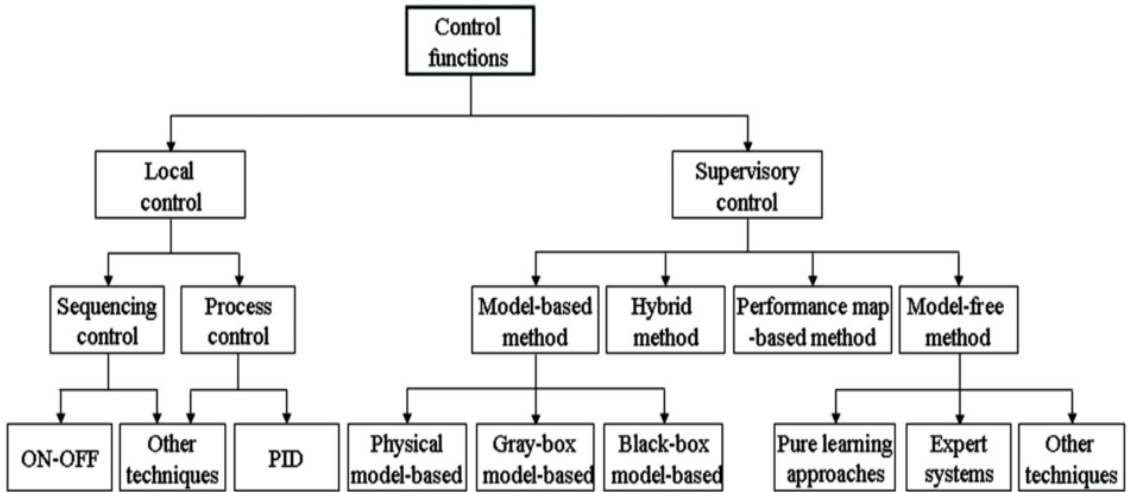 Control
functions
Local
control
Supervisory
control
Sequencing
control
Process
control
Model-based
method
Hybrid
method
Performance map
-based method
Model-free
method
ON-OFF
Other
techniques
PID
Physical
model-based
Gray-box
model-based
Black-box
model-based
Pure learning
approaches
Expert
systems
Other
techniques